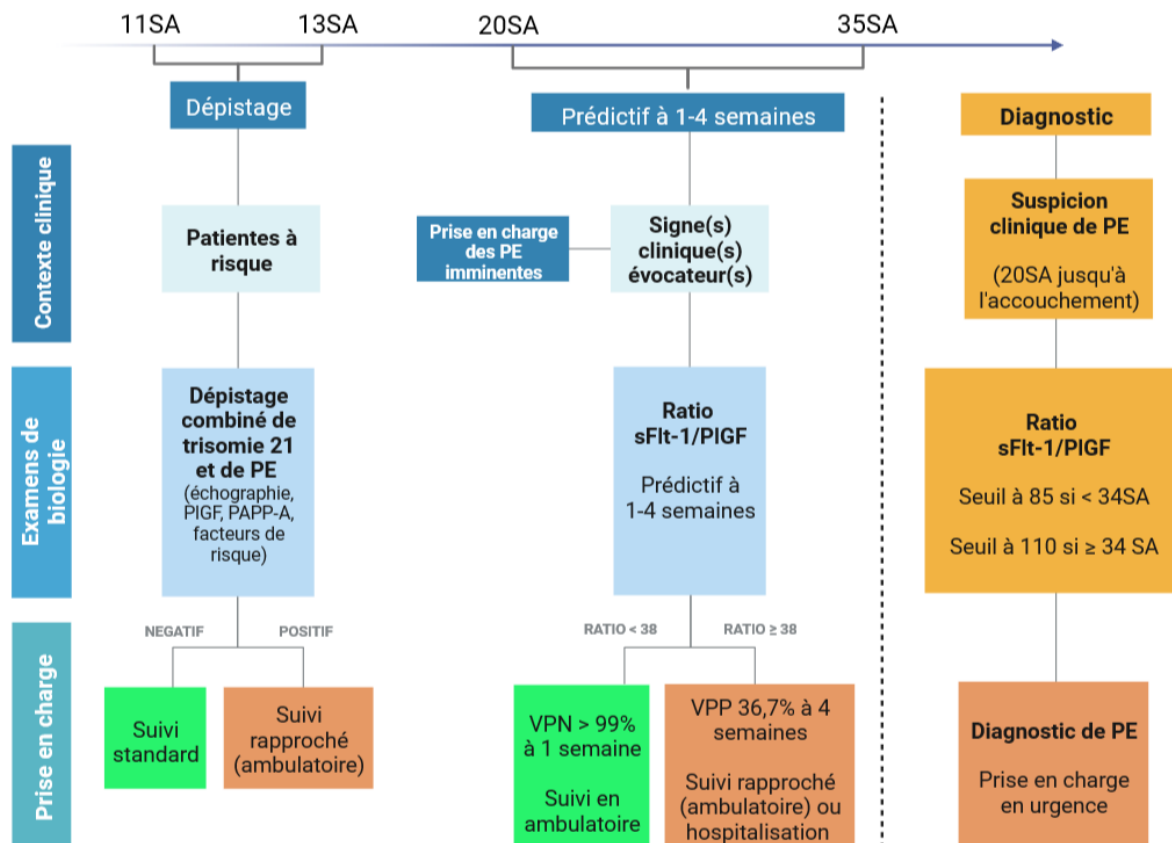 11SA
13SA
20SA
35SA
Dépistage
Prédictif à 1-4 semaines
Diagnostic
Contexte clinique
Patientes à
risque
Prise en charge
des PE
imminentes
Signe(s)
clinique(s)
évocateur(s)
Suspicion
clinique de PE
(20SA jusqu'à
l'accouchement)
Examens de
biologie
Dépistage
combiné de
trisomie 21
et de PE
(échographie,
PlGF, PAPP-A,
facteurs de
risque)
Ratio
sFlt-1/PlGF
Prédictif à
1-4 semaines
Ratio
sFlt-1/PlGF
Seuil à 85 si < 34SA
Seuil à 110 si ≥ 34 SA
Prise en charge
NEGATIF
POSITIF
RATIO < 38
RATIO ≥ 38
Suivi
standard
Suivi
rapproché
(ambulatoire)
VPN > 99%
à 1 semaine
Suivi en
ambulatoire
VPP 36,7% à 4
semaines
Suivi rapproché
(ambulatoire) ou
hospitalisation
Diagnostic de PE
Prise en charge
en urgence